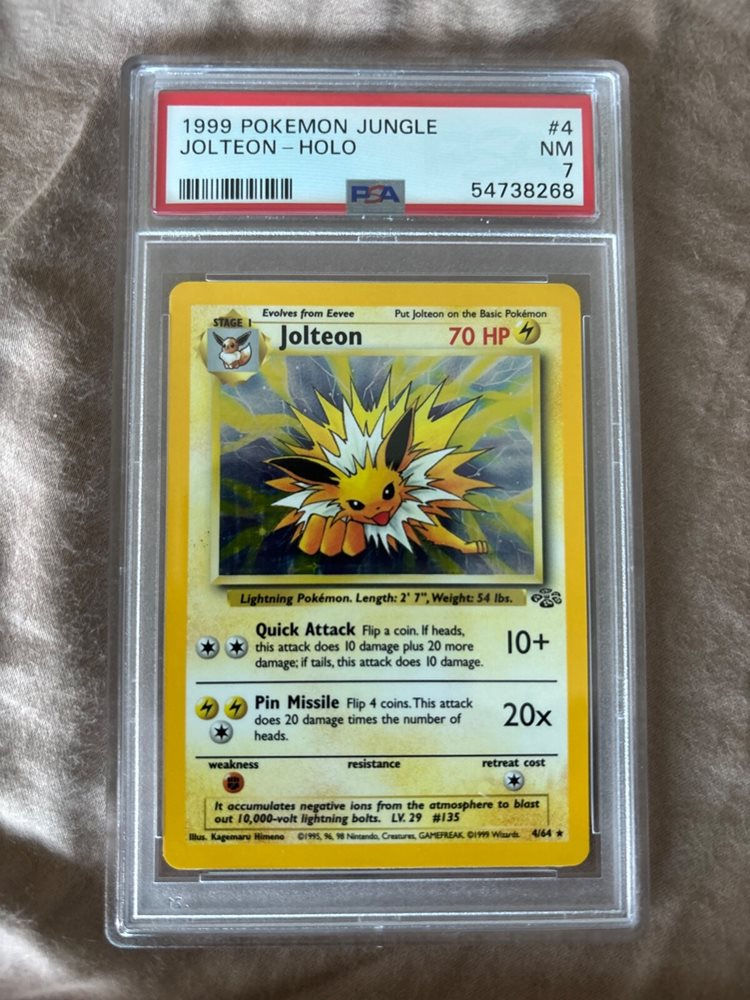 1999 POKEMON JUNGLE #4
JOLTEON – HOLO NM
7
PSA 54738268
Evolves from Eevee Put Jolteon on the Basic Pokémon
STAGE 1
Jolteon 70 HP
Lightning Pokémon. Length: 2' 7", Weight: 54 lbs.
Quick Attack Flip a coin. If heads,
this attack does 10 damage plus 20 more
damage; if tails, this attack does 10 damage.
10+
Pin Missile Flip 4 coins. This attack
does 20 damage times the number of
heads.
20x
weakness resistance retreat cost
It accumulates negative ions from the atmosphere to blast
out 10,000-volt lightning bolts. LV. 29 #135
Illus. Kagemaru Himeno ©1995, 96, 98 Nintendo, Creatures, GAMEFREAK. ©1999 Wizards. 4/64 ★